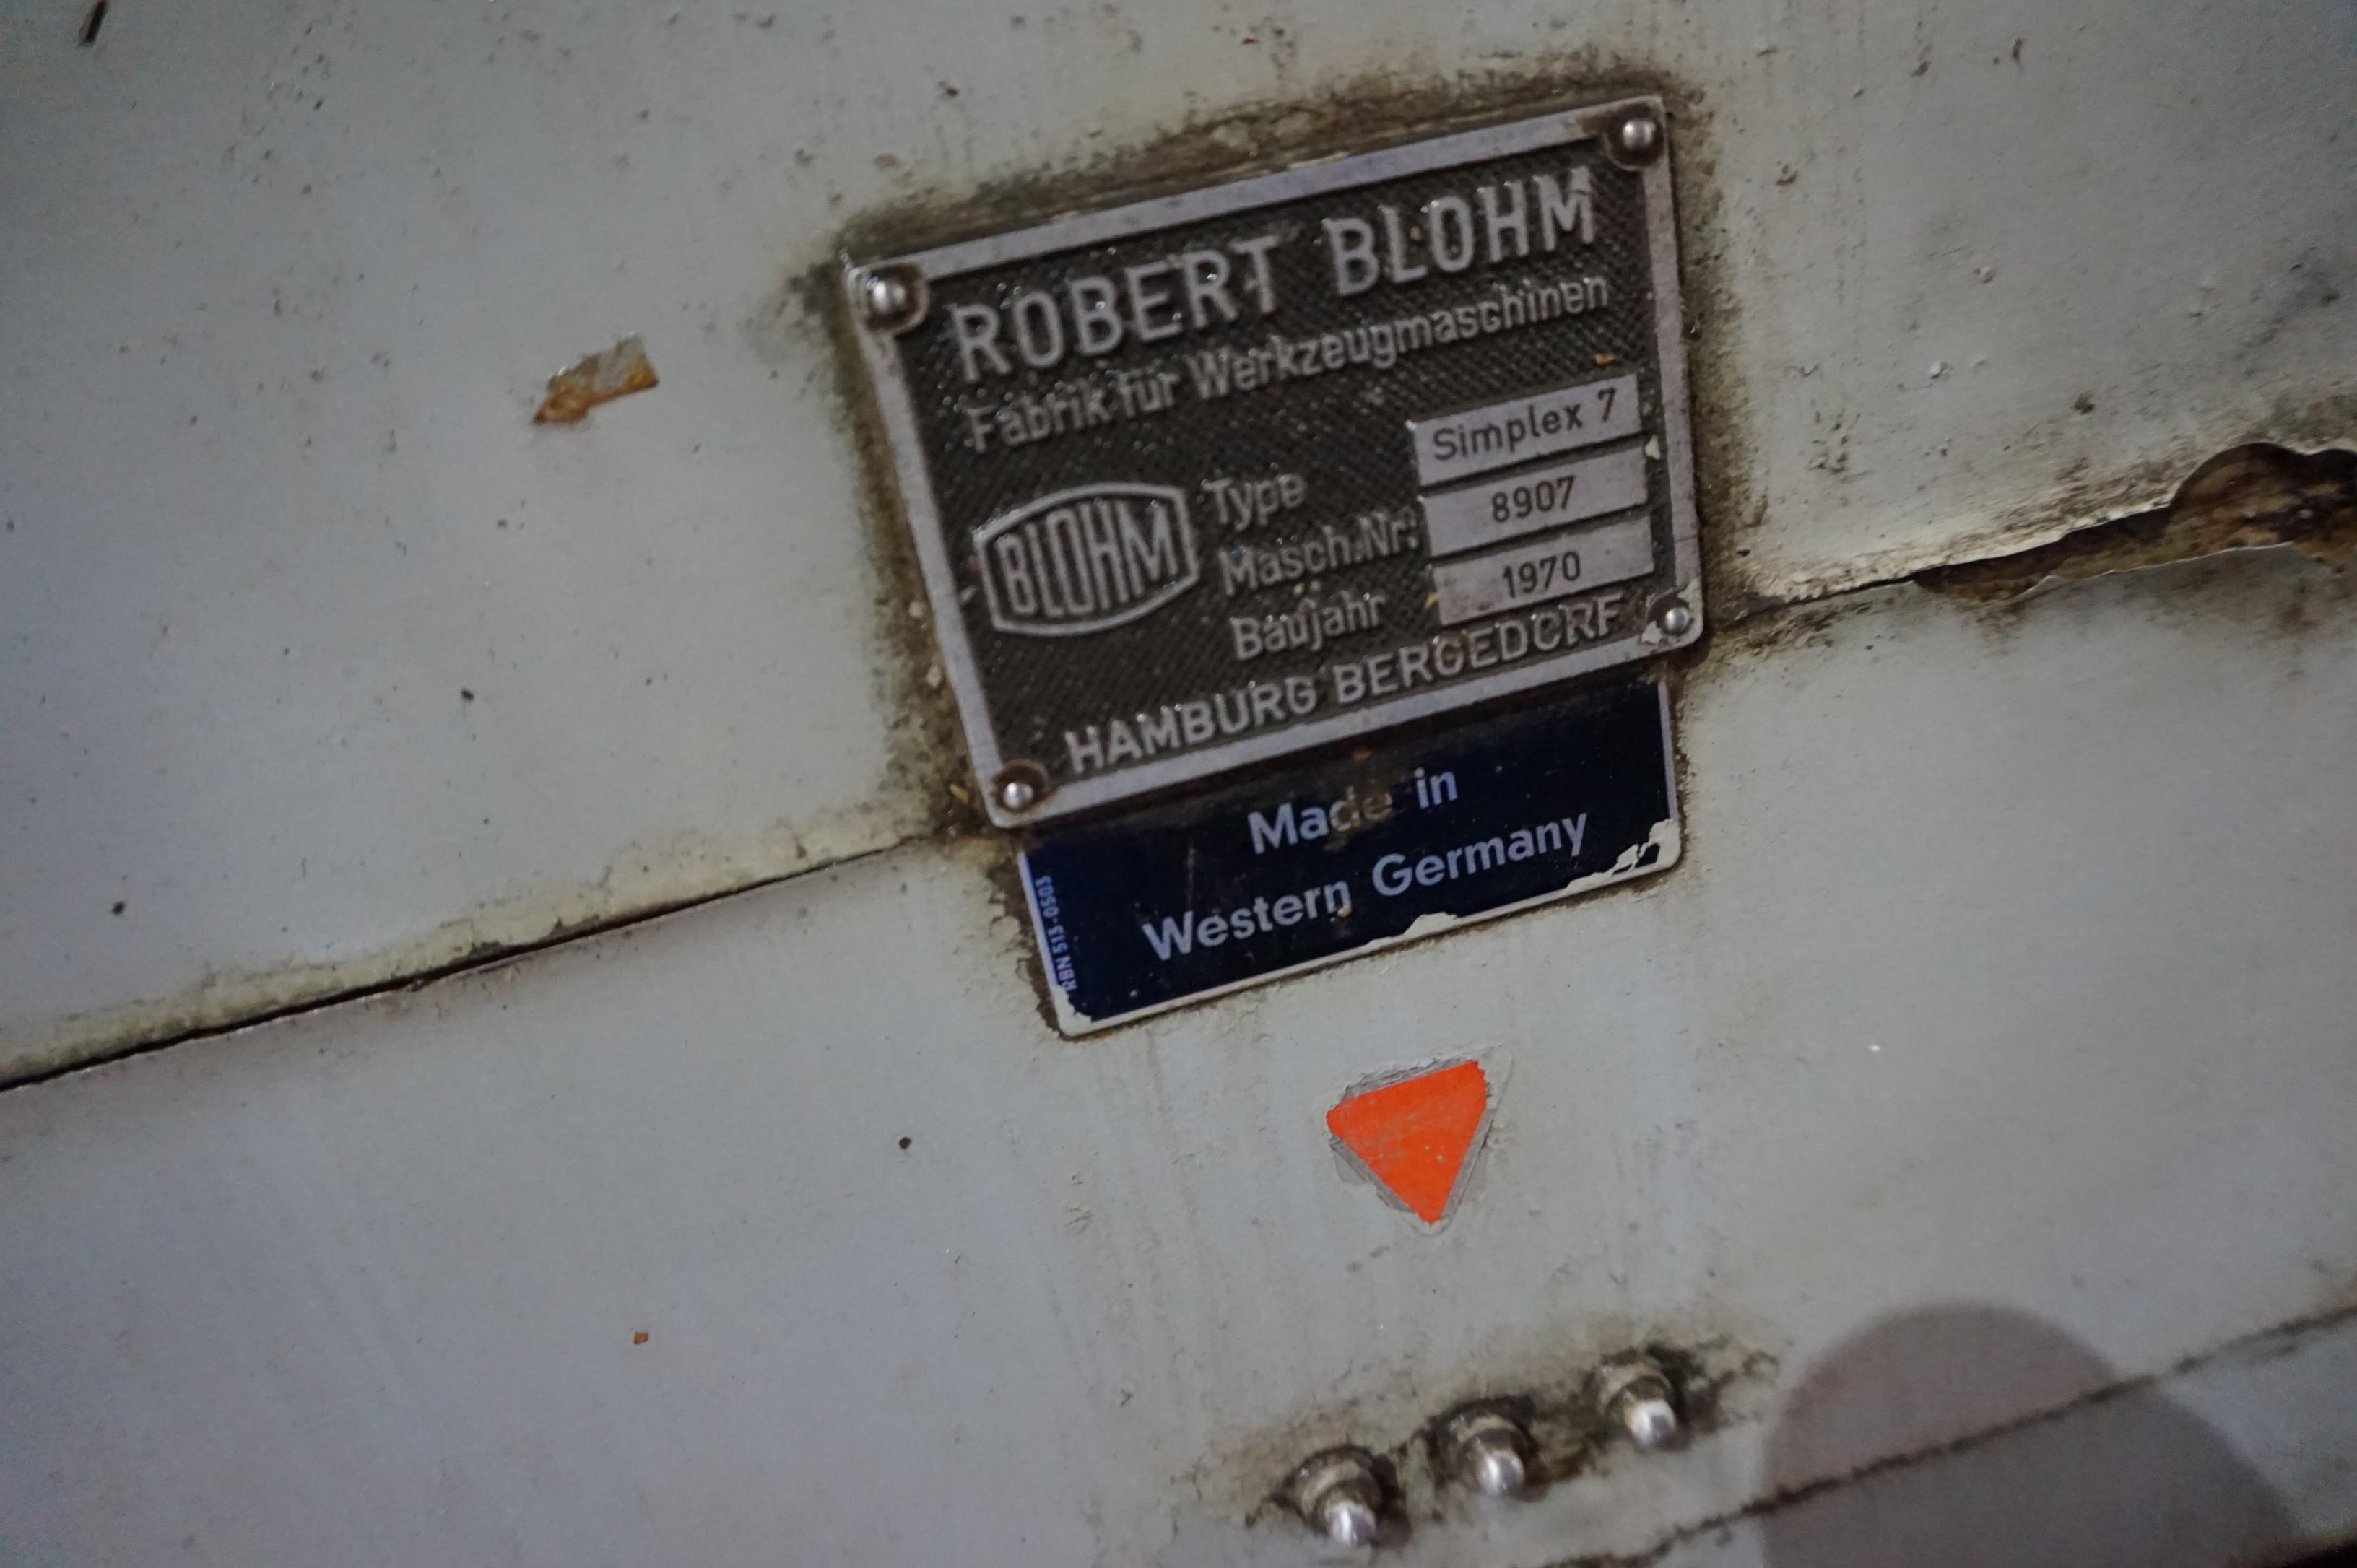 ROBERT BLOHM
Fabrik für Werkzeugmaschinen
BLOHM
Type Simplex 7
Masch.Nr: 8907
Baujahr 1970
HAMBURG BERGEDORF
Made in
Western Germany
RBN 513-0503